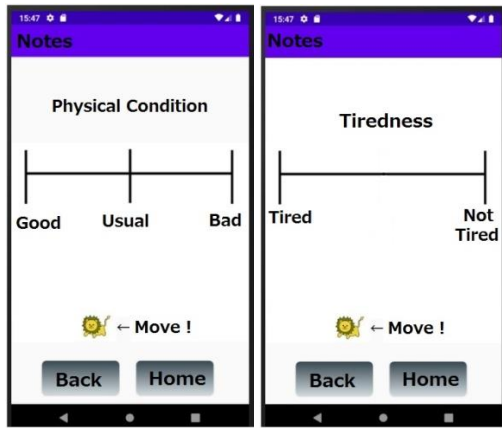 15:47
Notes
Physical Condition
Good Usual Bad
← Move !
Back Home
15:47
Notes
Tiredness
Tired Not
Tired
← Move !
Back Home